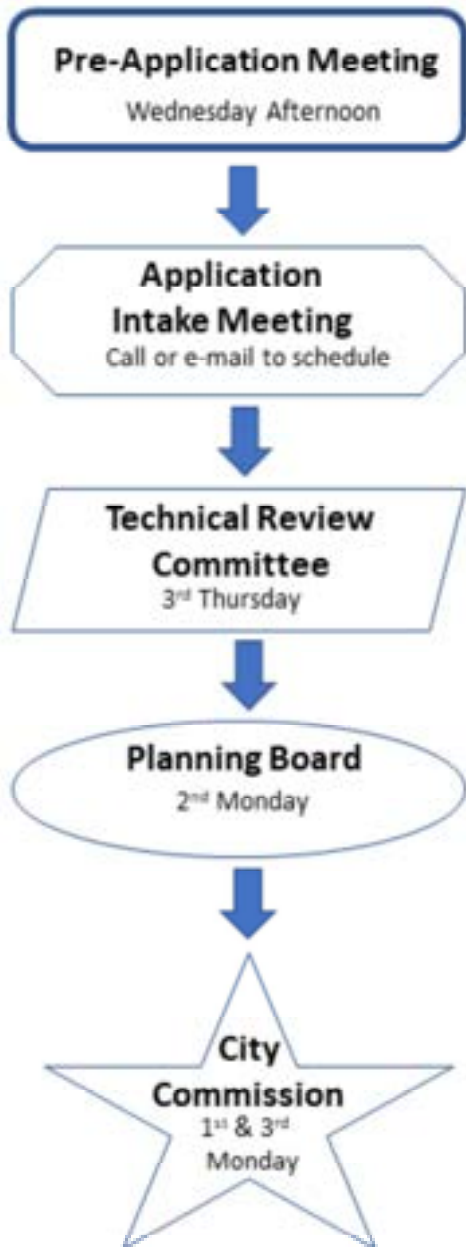 Pre-Application Meeting
Wednesday Afternoon
Application
Intake Meeting
Call or e-mail to schedule
Technical Review
Committee
3rd Thursday
Planning Board
2nd Monday
City
Commission
1st & 3rd
Monday